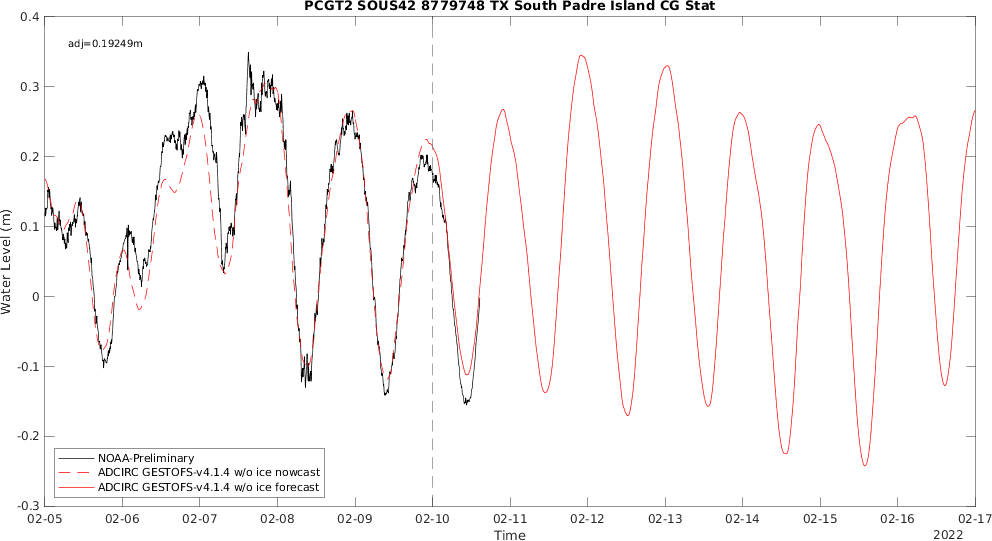 PCGT2 SOUS42 8779748 TX South Padre Island CG Stat
adj=0.19249m
0.4
0.3
0.2
0.1
0
-0.1
-0.2
-0.3
Water Level (m)
NOAA-Preliminary
ADCIRC GESTOFS-v4.1.4 w/o ice nowcast
ADCIRC GESTOFS-v4.1.4 w/o ice forecast
02-05 02-06 02-07 02-08 02-09 02-10 02-11 02-12 02-13 02-14 02-15 02-16 02-17
Time
2022